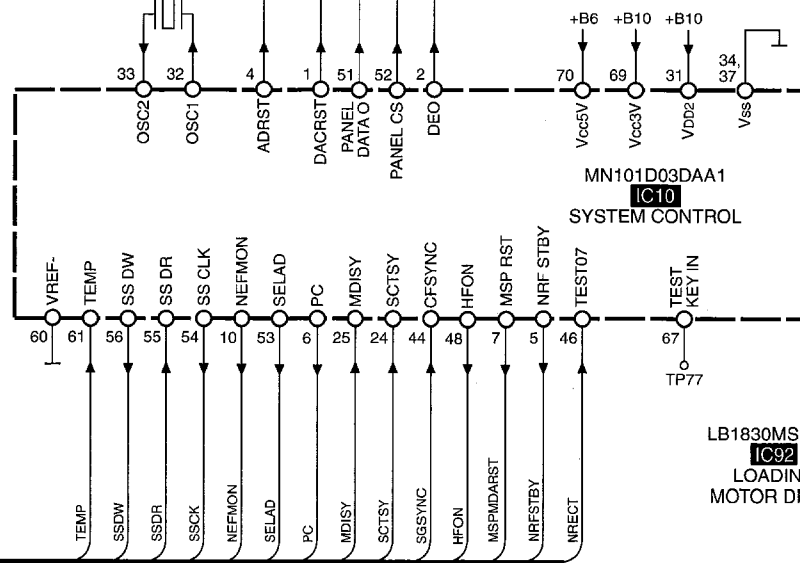 +B6 +B10 +B10
33 32 4 1 51 52 2 70 69 31 34, 37
OSC2
OSC1
ADRST
DACRST
PANEL
DATA O
PANEL CS
DEO
Vcc5V
Vcc3V
VDD2
Vss
MN101D03DAA1
IC10
SYSTEM CONTROL
VREF-
TEMP
SS DW
SS DR
SS CLK
NEFMON
SELAD
PC
MDISY
SCTSY
CFSYNC
HFON
MSP RST
NRF STBY
TEST07
TEST
KEY IN
60 61 56 55 54 10 53 6 25 24 44 48 7 5 46 67
TP77
LB1830MS
IC92
LOADIN
MOTOR D
TEMP
SSDW
SSDR
SSCK
NEFMON
SELAD
PC
MDISY
SCTSY
SGSYNC
HFON
MSPMDARST
NRFSTBY
NRECT